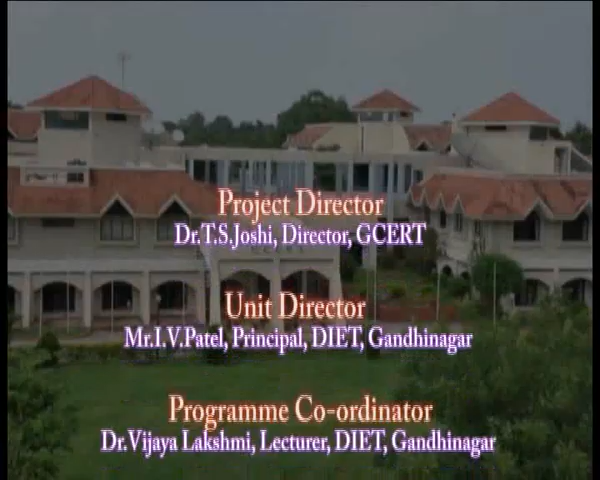 Project Director
Dr.T.S.Joshi, Director, GCERT
Unit Director
Mr.I.V.Patel, Principal, DIET, Gandhinagar
Programme Co-ordinator
Dr.Vijaya Lakshmi, Lecturer, DIET, Gandhinagar